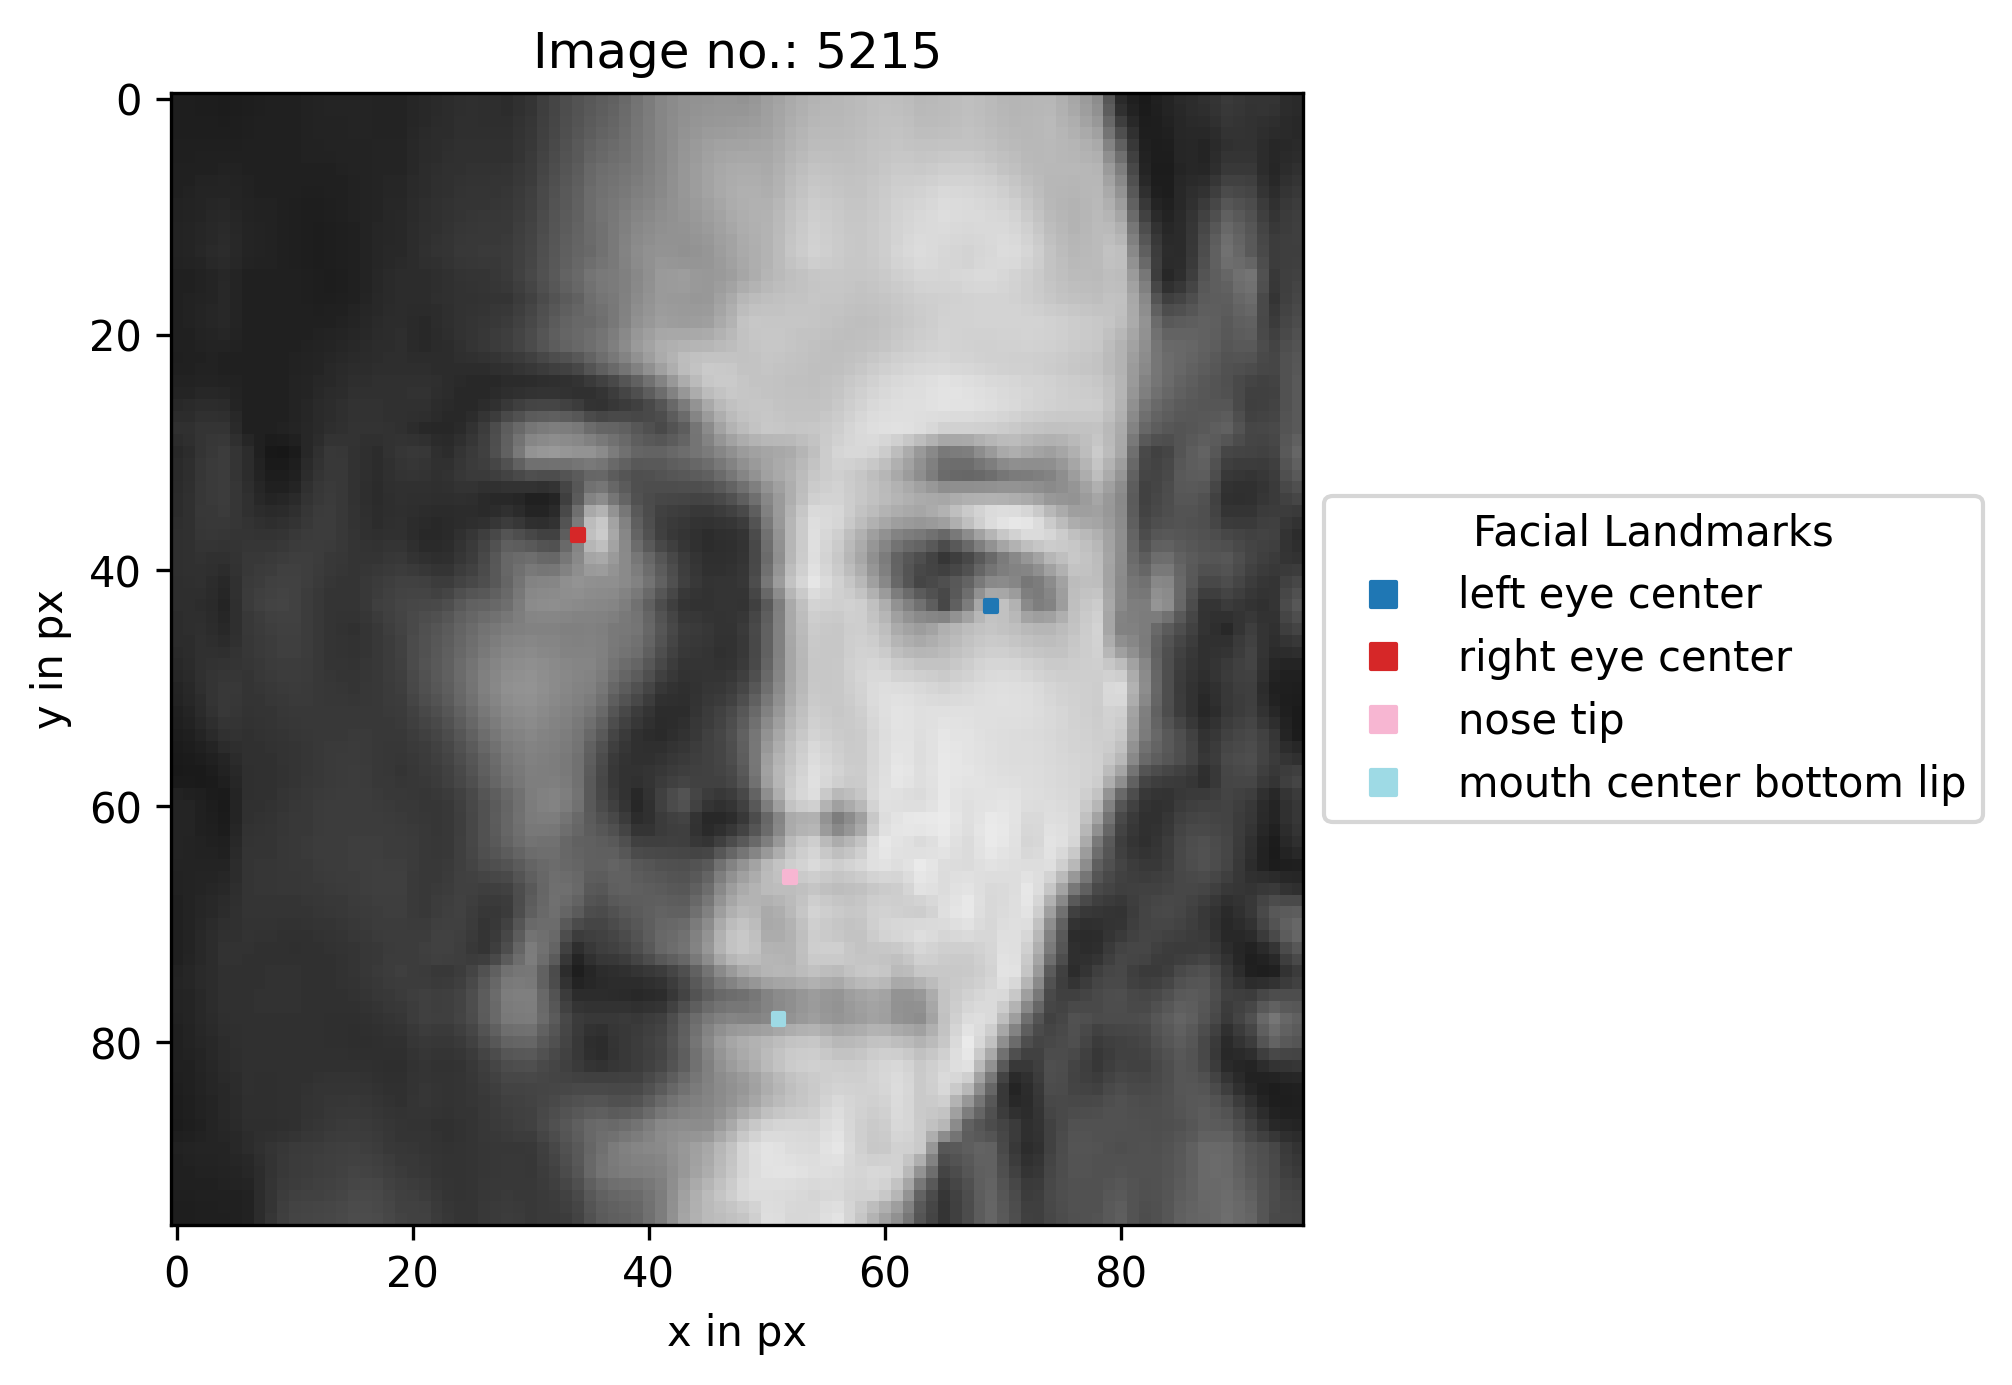 Image no.: 5215
0
20
40
60
80
y in px
0 20 40 60 80
x in px
Facial Landmarks
left eye center
right eye center
nose tip
mouth center bottom lip